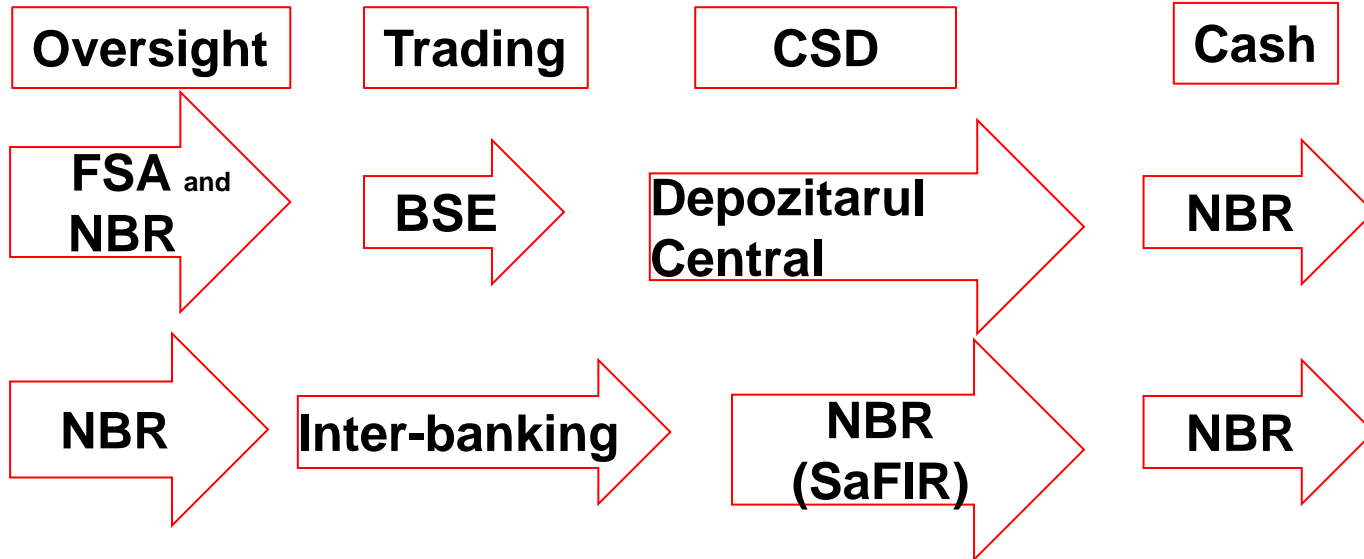 Oversight
Trading
CSD
Cash
FSA and
NBR
BSE
Depozitarul
Central
NBR
NBR
Inter-banking
NBR
(SaFIR)
NBR